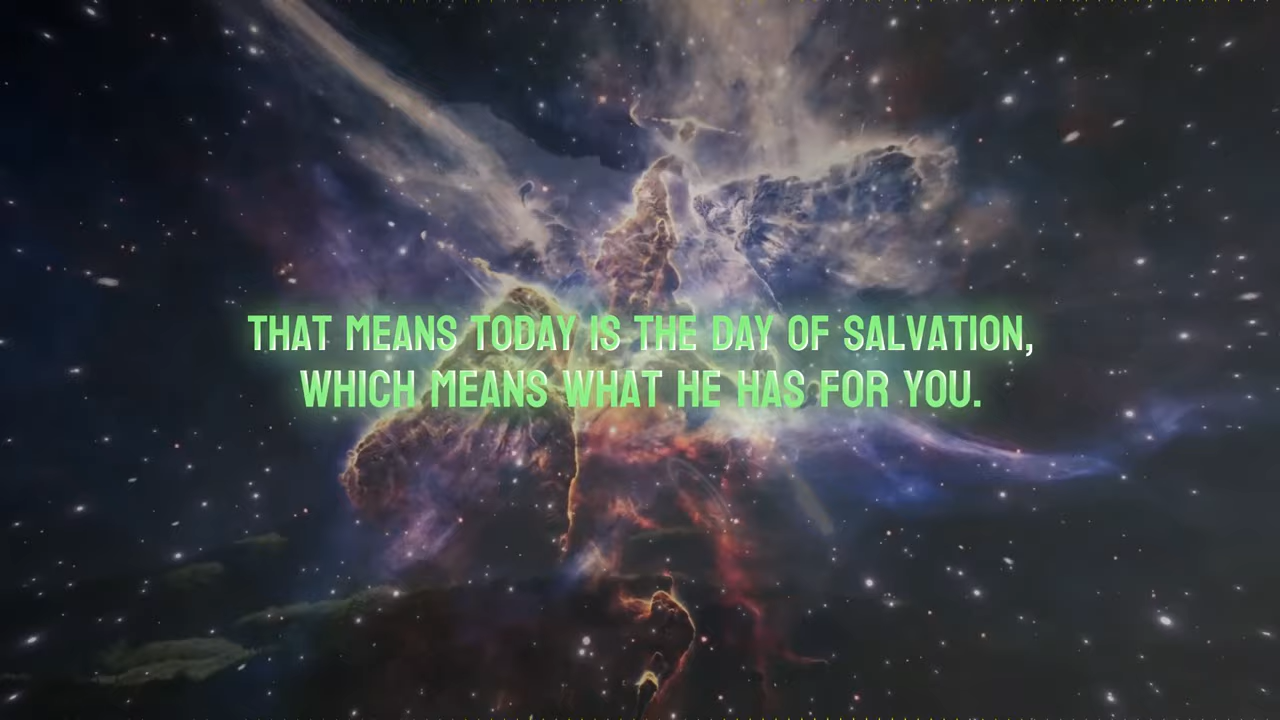 THAT MEANS TODAY IS THE DAY OF SALVATION,
WHICH MEANS WHAT HE HAS FOR YOU.